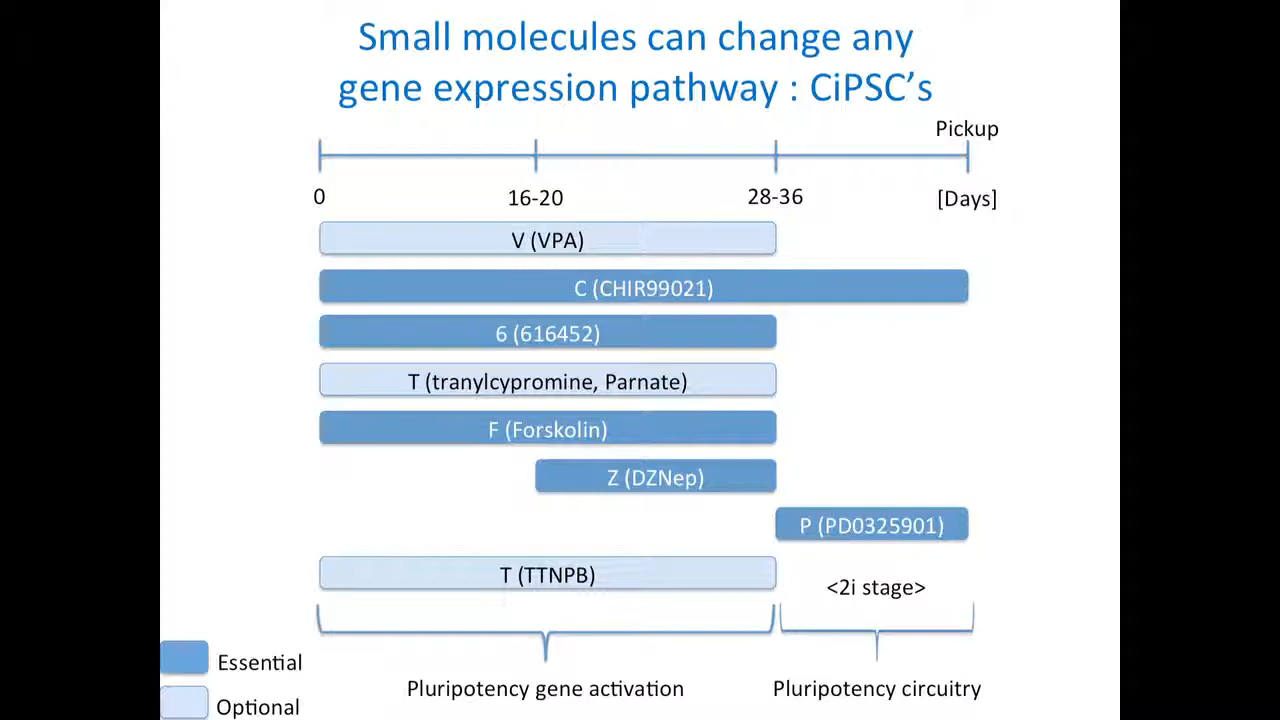 Small molecules can change any
gene expression pathway : CiPSC’s
Pickup
0
16-20
28-36
[Days]
V (VPA)
C (CHIR99021)
6 (616452)
T (tranylcypromine, Parnate)
F (Forskolin)
Z (DZNep)
P (PD0325901)
T (TTNPB)
<2i stage>
Essential
Optional
Pluripotency gene activation
Pluripotency circuitry